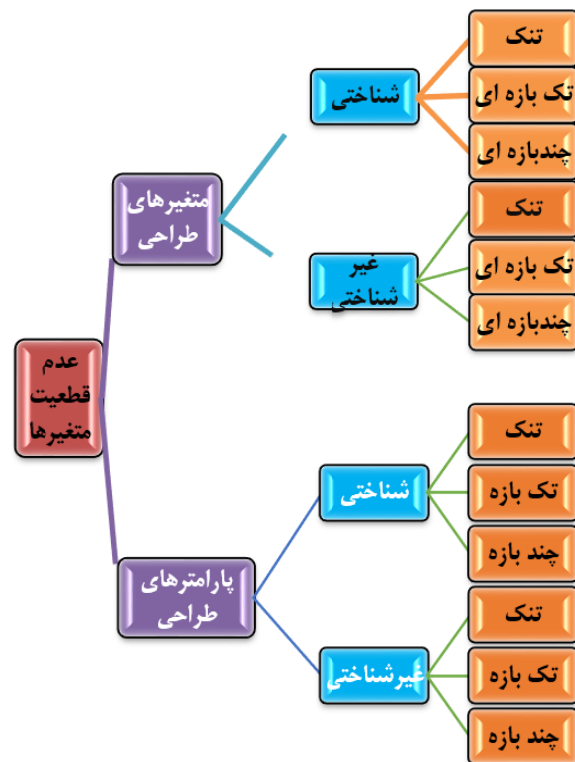 تنک
شناختی
تک بازه ای
چندبازه ای
متغیرهای
طراحی
تنک
غیر
شناختی
تک بازه ای
چندبازه ای
عدم
قطعیت
متغیرها
تنک
شناختی
تک بازه
چند بازه
پارامترهای
طراحی
تنک
غیرشناختی
تک بازه
چند بازه